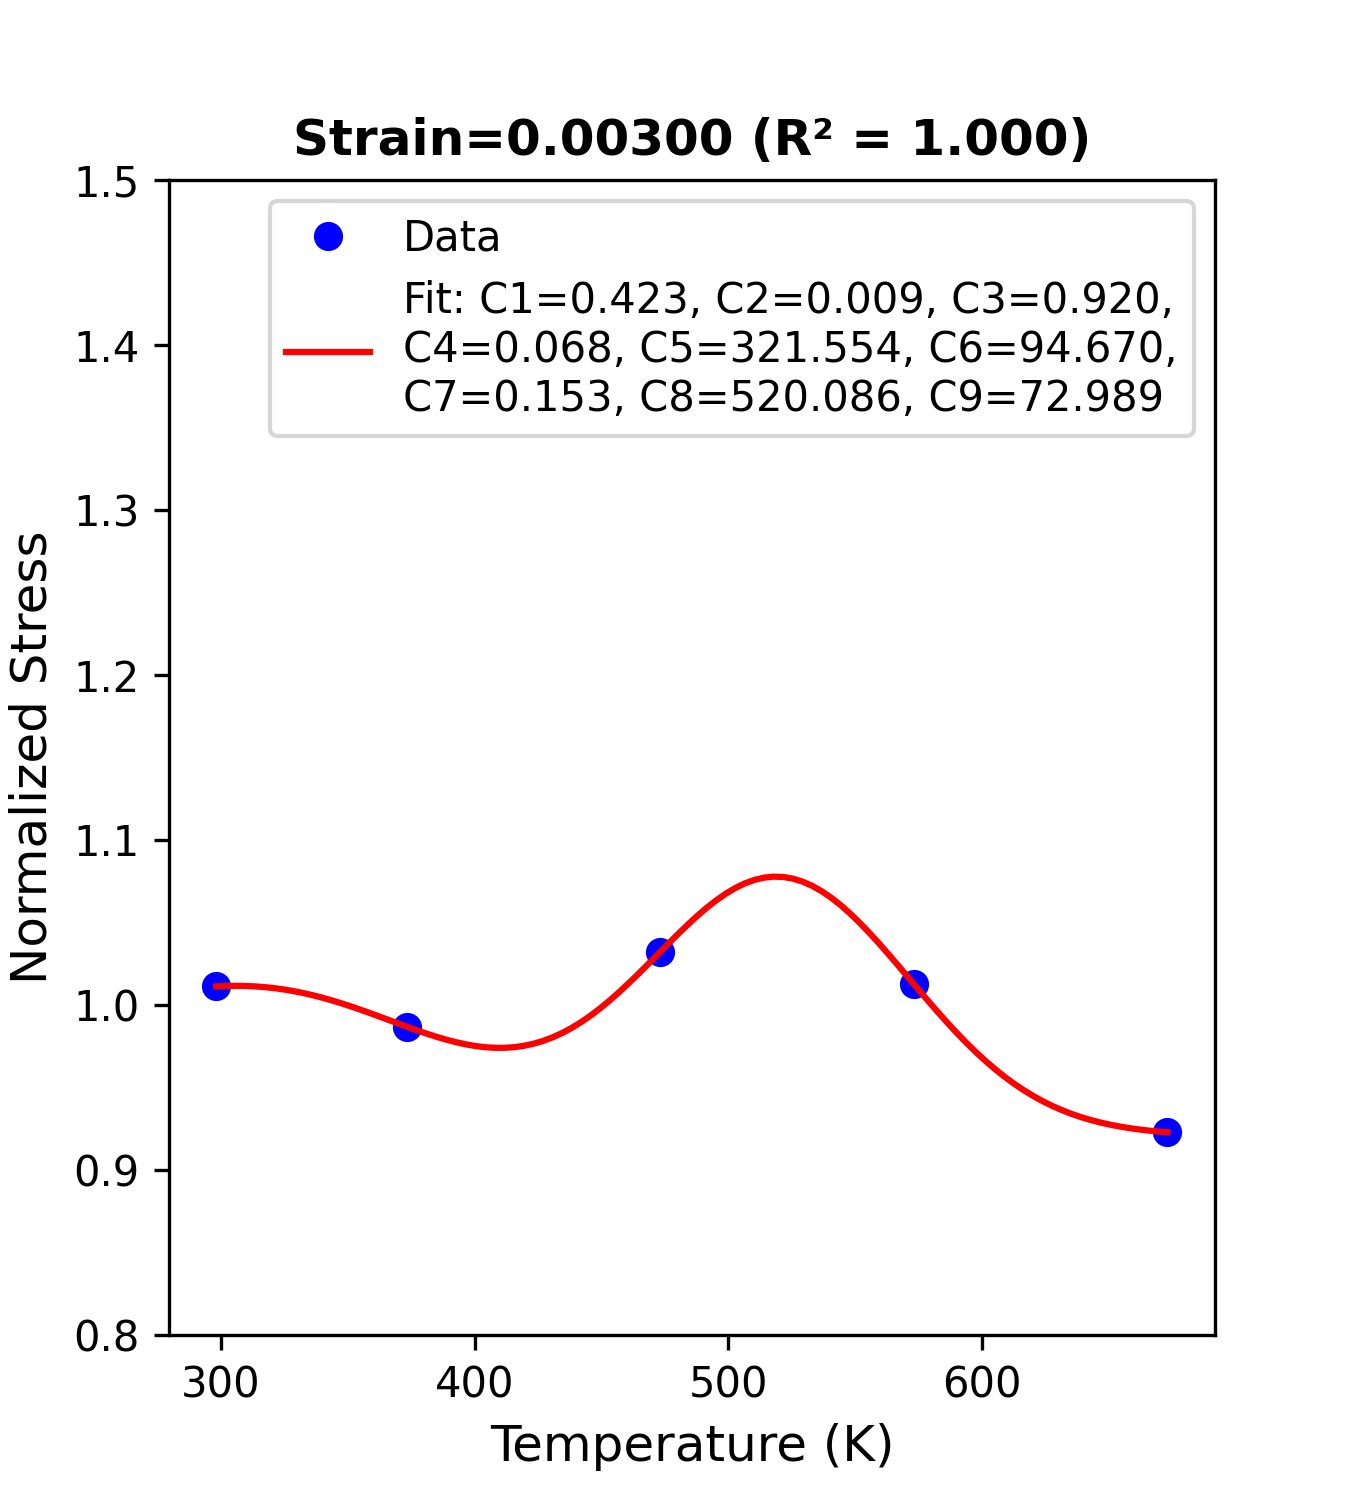 Strain=0.00300 (R² = 1.000)
Data
Fit: C1=0.423, C2=0.009, C3=0.920,
C4=0.068, C5=321.554, C6=94.670,
C7=0.153, C8=520.086, C9=72.989
1.5
1.4
1.3
1.2
1.1
1.0
0.9
0.8
Normalized Stress
300 400 500 600
Temperature (K)